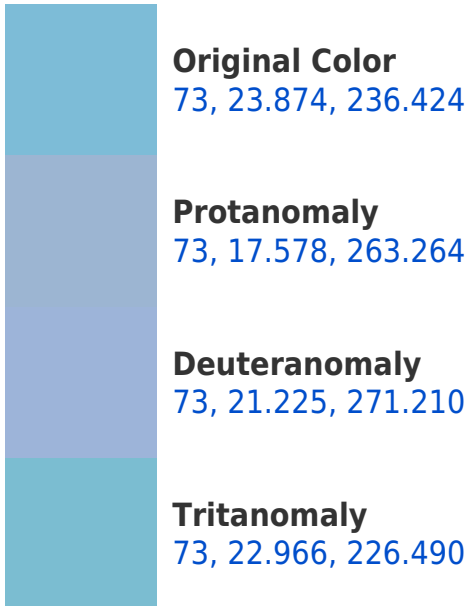 Original Color
73, 23.874, 236.424
Protanomaly
73, 17.578, 263.264
Deuteranomaly
73, 21.225, 271.210
Tritanomaly
73, 22.966, 226.490